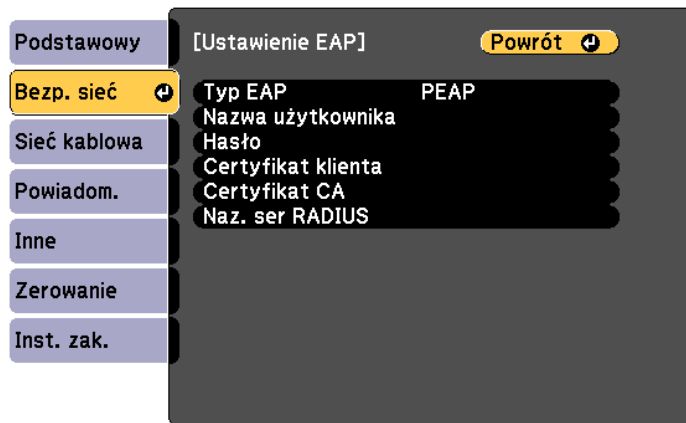 Podstawowy
Bezp. sieć
Sieć kablowa
Powiadom.
Inne
Zerowanie
Inst. zak.
[Ustawienie EAP]
Powrót
Typ EAP PEAP
Nazwa użytkownika
Hasło
Certyfikat klienta
Certyfikat CA
Naz. ser RADIUS